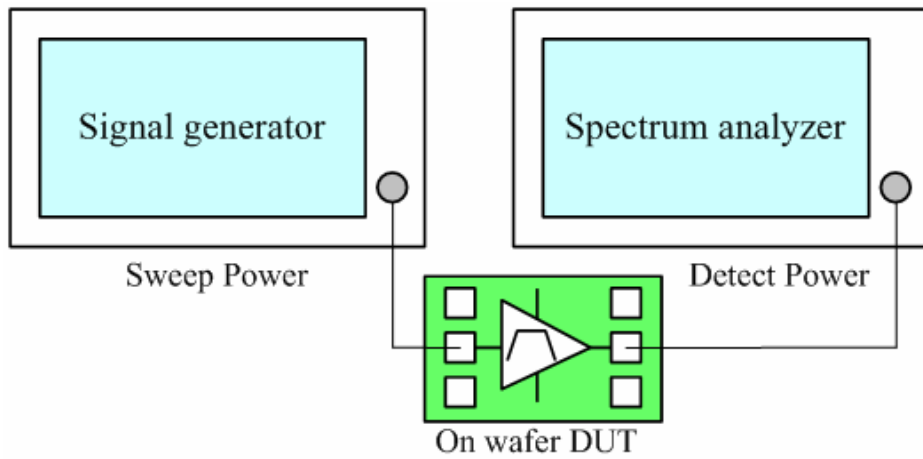 Signal generator
Spectrum analyzer
Sweep Power
Detect Power
On wafer DUT